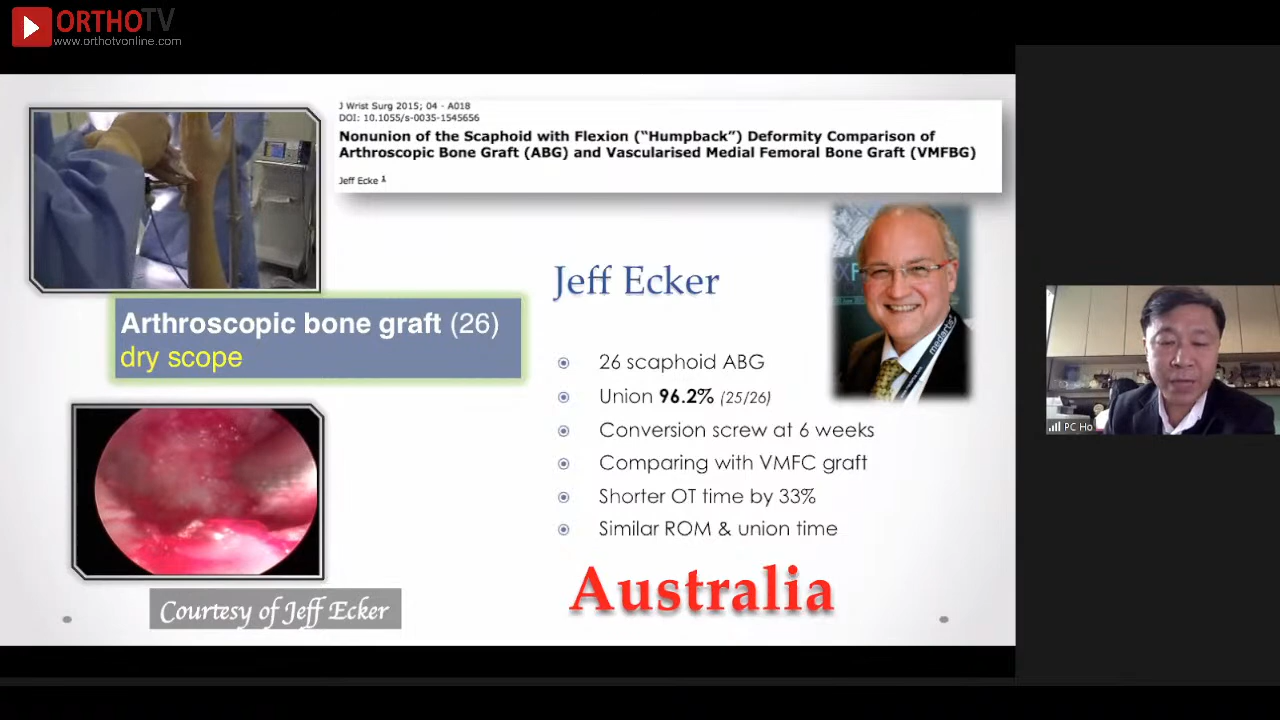 ORTHOTV
www.orthotvonline.com
J Wrist Surg 2015; 04 - A018
DOI: 10.1055/s-0035-1545656
Nonunion of the Scaphoid with Flexion (“Humpback”) Deformity Comparison of
Arthroscopic Bone Graft (ABG) and Vascularised Medial Femoral Bone Graft (VMFBG)
Jeff Ecke 1
Arthroscopic bone graft (26)
dry scope
Courtesy of Jeff Ecker
Jeff Ecker
medartis
26 scaphoid ABG
Union 96.2% (25/26)
Conversion screw at 6 weeks
Comparing with VMFC graft
Shorter OT time by 33%
Similar ROM & union time
Australia
PC Ho